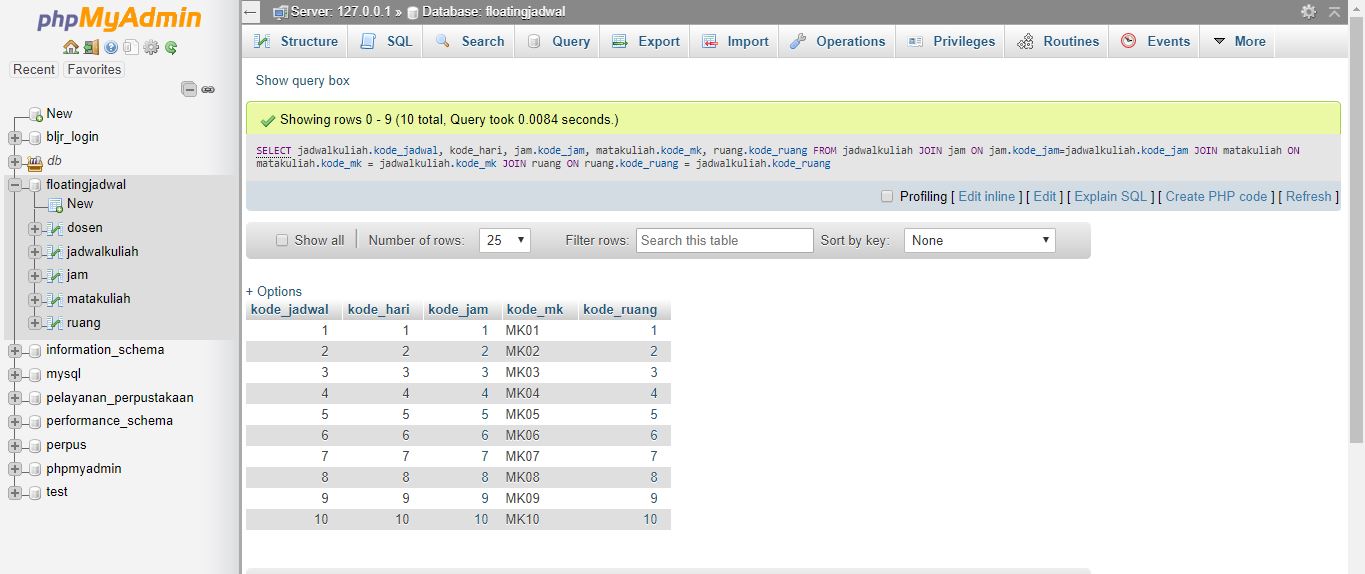 phpMyAdmin
Recent Favorites
New
bljr_login
db
floatingjadwal
New
dosen
jadwalkuliah
jam
matakuliah
ruang
information_schema
mysql
pelayanan_perpustakaan
performance_schema
perpus
phpmyadmin
test
Server: 127.0.0.1 » Database: floatingjadwal
Structure SQL Search Query Export Import Operations Privileges Routines Events More
Show query box
Showing rows 0 - 9 (10 total, Query took 0.0084 seconds.)
SELECT jadwalkuliah.kode_jadwal, kode_hari, jam.kode_jam, matakuliah.kode_mk, ruang.kode_ruang FROM jadwalkuliah JOIN jam ON jam.kode_jam=jadwalkuliah.kode_jam JOIN matakuliah ON
matakuliah.kode_mk = jadwalkuliah.kode_mk JOIN ruang ON ruang.kode_ruang = jadwalkuliah.kode_ruang
Profiling [ Edit inline ] [ Edit ] [ Explain SQL ] [ Create PHP code ] [ Refresh ]
Show all Number of rows: 25 Filter rows: Search this table Sort by key: None
+ Options
kode_jadwal kode_hari kode_jam kode_mk kode_ruang
1 1 1 MK01 1
2 2 2 MK02 2
3 3 3 MK03 3
4 4 4 MK04 4
5 5 5 MK05 5
6 6 6 MK06 6
7 7 7 MK07 7
8 8 8 MK08 8
9 9 9 MK09 9
10 10 10 MK10 10